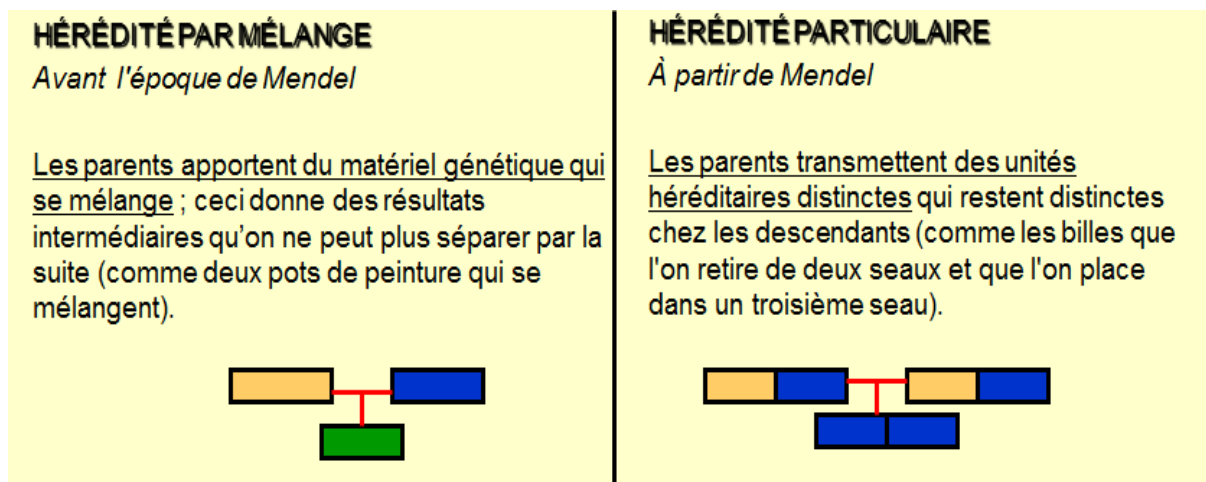 HÉRÉDITÉ PAR MÉLANGE
Avant l'époque de Mendel
Les parents apportent du matériel génétique qui
se mélange ; ceci donne des résultats
intermédiaires qu’on ne peut plus séparer par la
suite (comme deux pots de peinture qui se
mélangent).
HÉRÉDITÉ PARTICULAIRE
À partir de Mendel
Les parents transmettent des unités
héréditaires distinctes qui restent distinctes
chez les descendants (comme les billes que
l'on retire de deux seaux et que l'on place
dans un troisième seau).